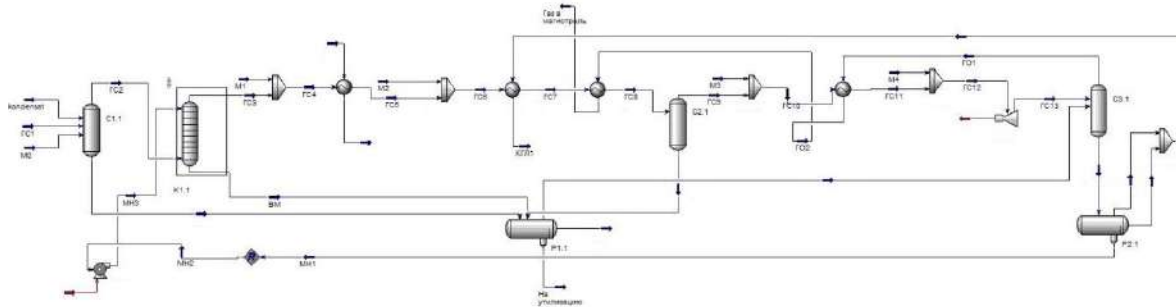 Газ в
магистраль
kondensat
ГС1
М0
ГС2
С1.1
К1.1
МН3
М1
ГС3
ГС4
М2
ГС5
ГС6
ГС7
ГС8
С2.1
М3
ГС9
ГС10
ГО2
ГО1
М4
ГС11
ГС12
ГС13
С3.1
ВМ
Р1.1
На
утилизацию
Р2.1
МН1
R
МН2